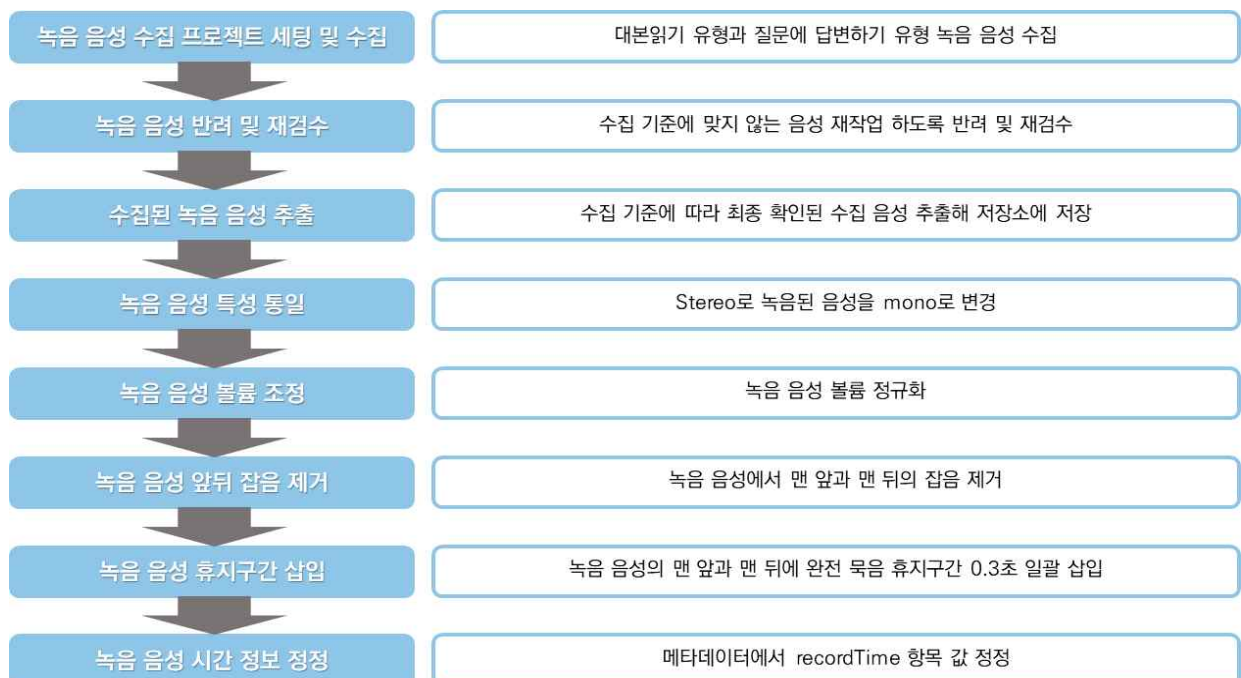 녹음 음성 수집 프로젝트 세팅 및 수집
대본읽기 유형과 질문에 답변하기 유형 녹음 음성 수집
녹음 음성 반려 및 재검수
수집 기준에 맞지 않는 음성 재작업 하도록 반려 및 재검수
수집된 녹음 음성 추출
수집 기준에 따라 최종 확인된 수집 음성 추출해 저장소에 저장
녹음 음성 특성 통일
Stereo로 녹음된 음성을 mono로 변경
녹음 음성 볼륨 조정
녹음 음성 볼륨 정규화
녹음 음성 앞뒤 잡음 제거
녹음 음성에서 맨 앞과 맨 뒤의 잡음 제거
녹음 음성 휴지구간 삽입
녹음 음성의 맨 앞과 맨 뒤에 완전 묵음 휴지구간 0.3초 일괄 삽입
녹음 음성 시간 정보 정정
메타데이터에서 recordTime 항목 값 정정